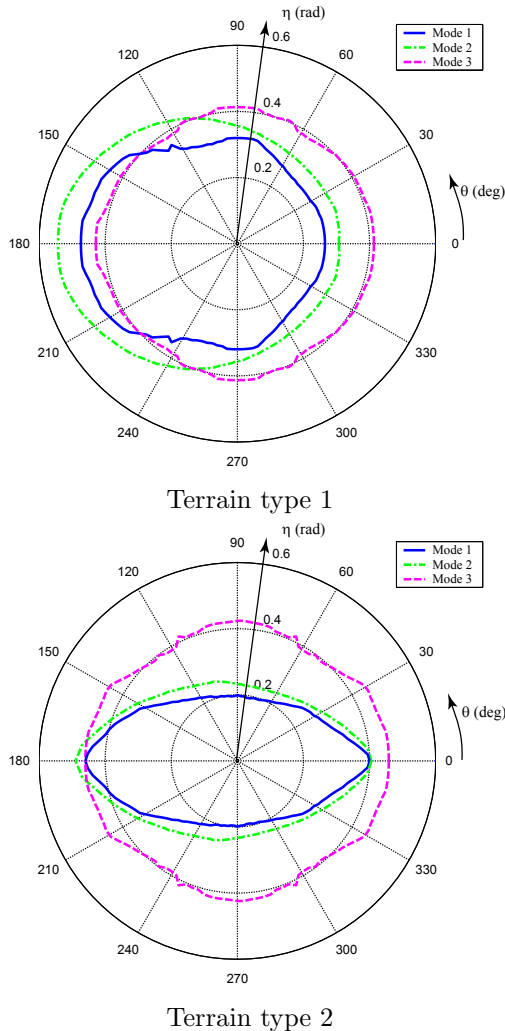 90
η (rad)
0.6
120
60
Mode 1
Mode 2
Mode 3
0.4
150
30
0.2
θ (deg)
180
0
210
330
240
300
270
Terrain type 1
90
η (rad)
0.6
120
60
Mode 1
Mode 2
Mode 3
0.4
150
30
0.2
θ (deg)
180
0
210
330
240
300
270
Terrain type 2